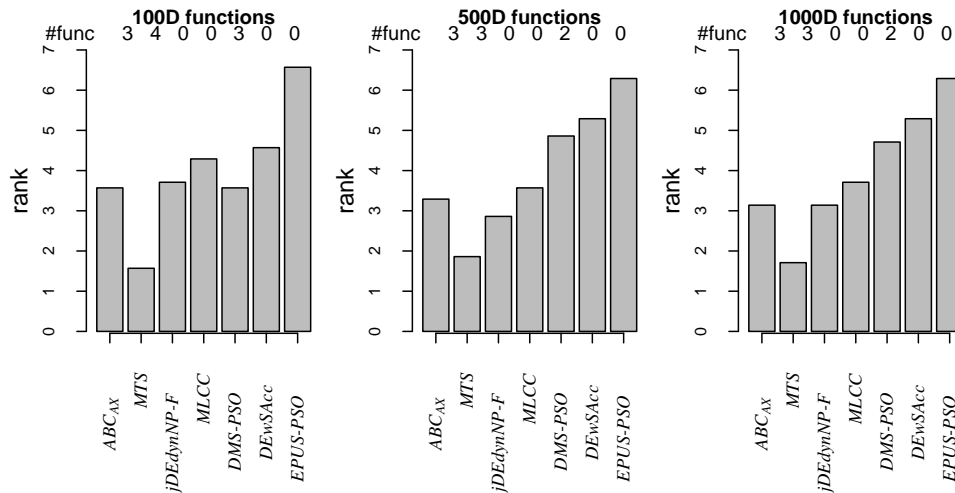 100D functions
#func 3 4 0 0 3 0 0
rank
7
6
5
4
3
2
1
0
ABC_AX
MTS
jDEdynNP-F
MLCC
DMS-PSO
DEwSAcc
EPUS-PSO
500D functions
#func 3 3 0 0 2 0 0
rank
7
6
5
4
3
2
1
0
ABC_AX
MTS
jDEdynNP-F
MLCC
DMS-PSO
DEwSAcc
EPUS-PSO
1000D functions
#func 3 3 0 0 2 0 0
rank
7
6
5
4
3
2
1
0
ABC_AX
MTS
jDEdynNP-F
MLCC
DMS-PSO
DEwSAcc
EPUS-PSO